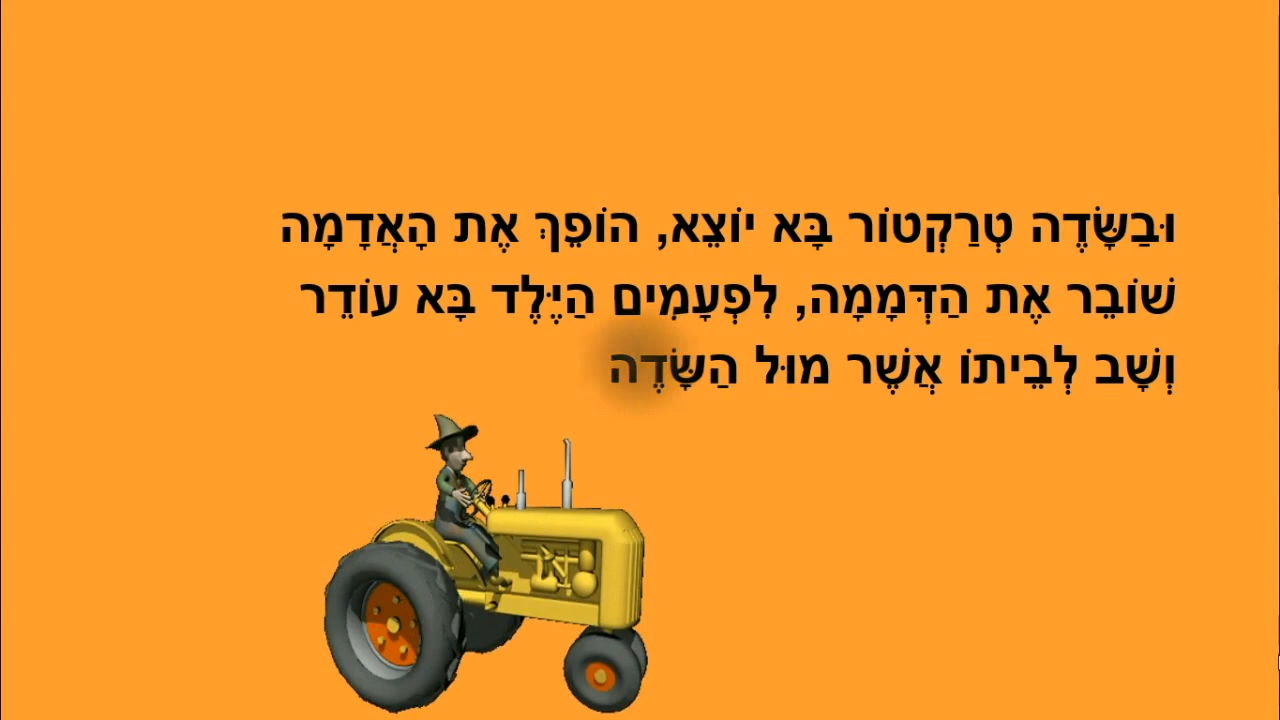 וּבַשָּׂדֶה טְרַקְטוֹר בָּא יוֹצֵא, הוֹפֵךְ אֶת הָאֲדָמָה
שׁוֹבֵר אֶת הַדְּמָמָה, לִפְעָמִים הַיֶּלֶד בָּא עוֹדֵר
וְשָׁב לְבֵיתוֹ אֲשֶׁר מוּל הַשָּׂדֶה